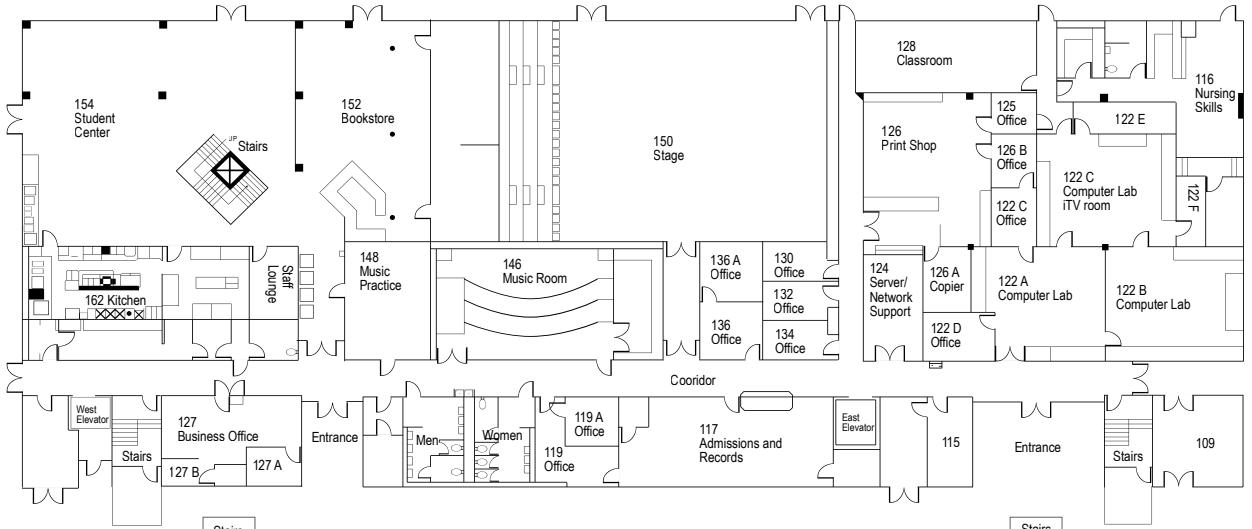 154
Student
Center
UP
Stairs
152
Bookstore
150
Stage
128
Classroom
116
Nursing
Skills
125
Office
122 E
126
Print Shop
126 B
Office
122 C
Computer Lab
iTV room
122 C
Office
122 F
162 Kitchen
Staff
Lounge
148
Music
Practice
146
Music Room
136 A
Office
130
Office
132
Office
136
Office
134
Office
124
Server/
Network
Support
126 A
Copier
122 A
Computer Lab
122 B
Computer Lab
122 D
Office
Cooridor
West
Elevator
Stairs
127
Business Office
127 B
127 A
Entrance
Men
Women
119 A
Office
119
Office
117
Admissions and
Records
East
Elevator
115
Entrance
Stairs
109
Stairs
Stairs